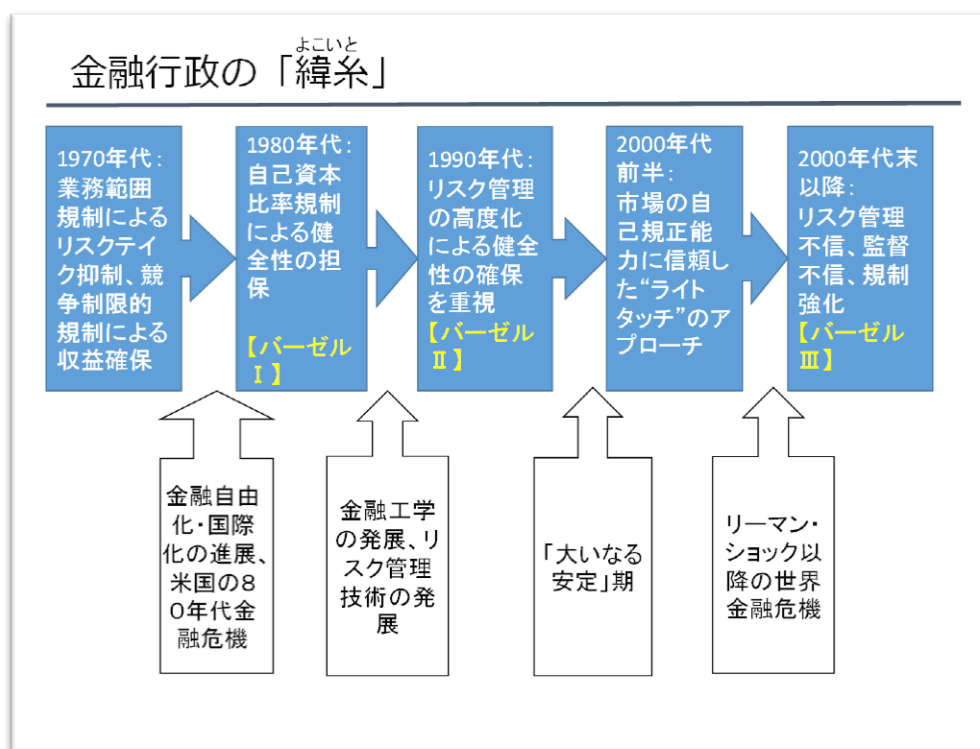 よこいと
金融行政の「緯糸」
1970年代：
業務範囲
規制による
リスクテイ
ク抑制、競
争制限的
規制による
収益確保
1980年代：
自己資本
比率規制
による健
全性の担
保
【バーゼル
Ⅰ】
1990年代：
リスク管理
の高度化
による健全
性の確保
を重視
【バーゼル
Ⅱ】
2000年代
前半：
市場の自
己規正能
力に信頼し
た“ライト
タッチ”のア
プローチ
2000年代末
以降：
リスク管理
不信、監督
不信、規制
強化
【バーゼル
Ⅲ】
金融自由
化・国際
化の進展、
米国の８
０年代金
融危機
金融工学
の発展、リ
スク管理
技術の発
展
「大いなる
安定」期
リーマン・
ショック以
降の世界
金融危機